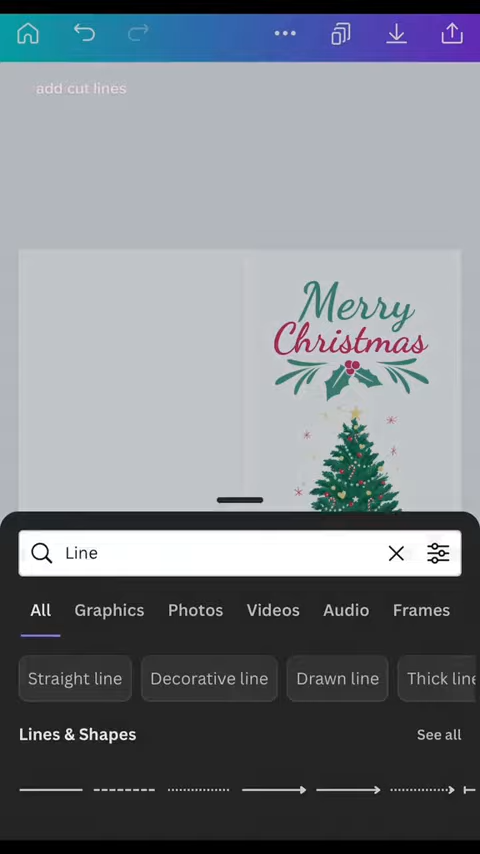 add cut lines
Merry
Christmas
Line
All Graphics Photos Videos Audio Frames
Straight line Decorative line Drawn line Thick line
Lines & Shapes See all